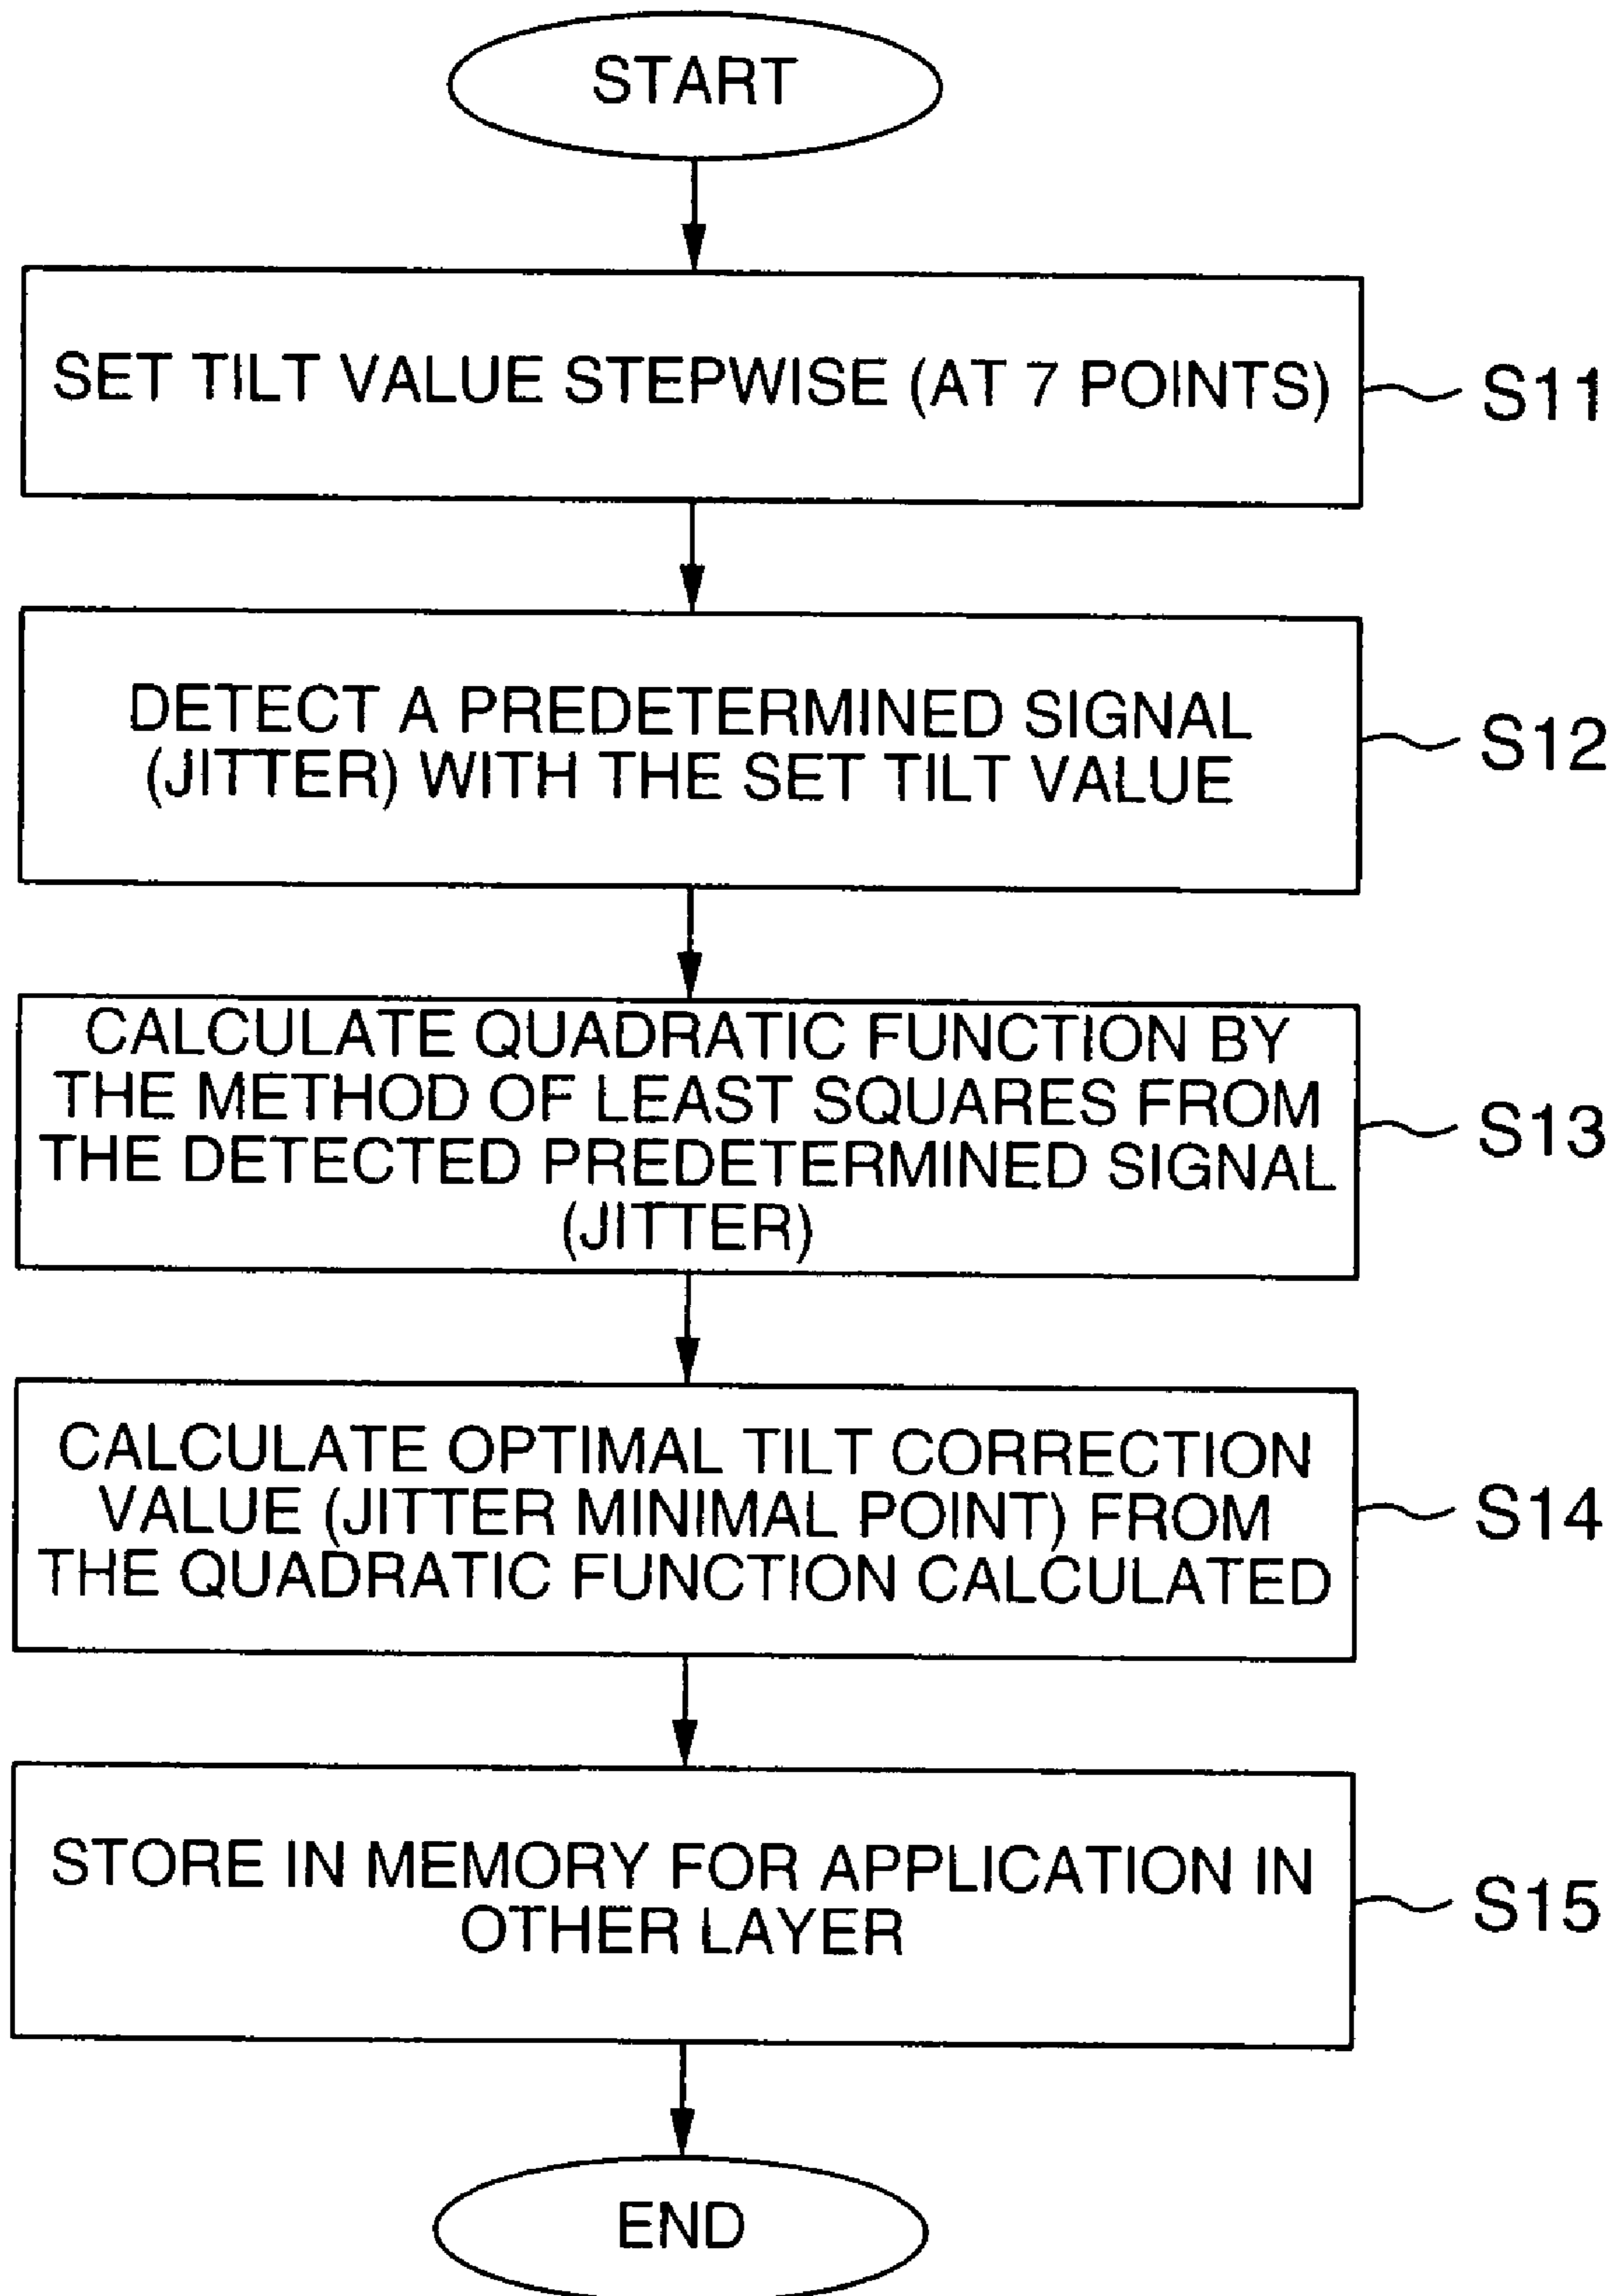 START
SET TILT VALUE STEPWISE (AT 7 POINTS)
S11
DETECT A PREDETERMINED SIGNAL
(JITTER) WITH THE SET TILT VALUE
S12
CALCULATE QUADRATIC FUNCTION BY
THE METHOD OF LEAST SQUARES FROM
THE DETECTED PREDETERMINED SIGNAL
(JITTER)
S13
CALCULATE OPTIMAL TILT CORRECTION
VALUE (JITTER MINIMAL POINT) FROM
THE QUADRATIC FUNCTION CALCULATED
S14
STORE IN MEMORY FOR APPLICATION IN
OTHER LAYER
S15
END